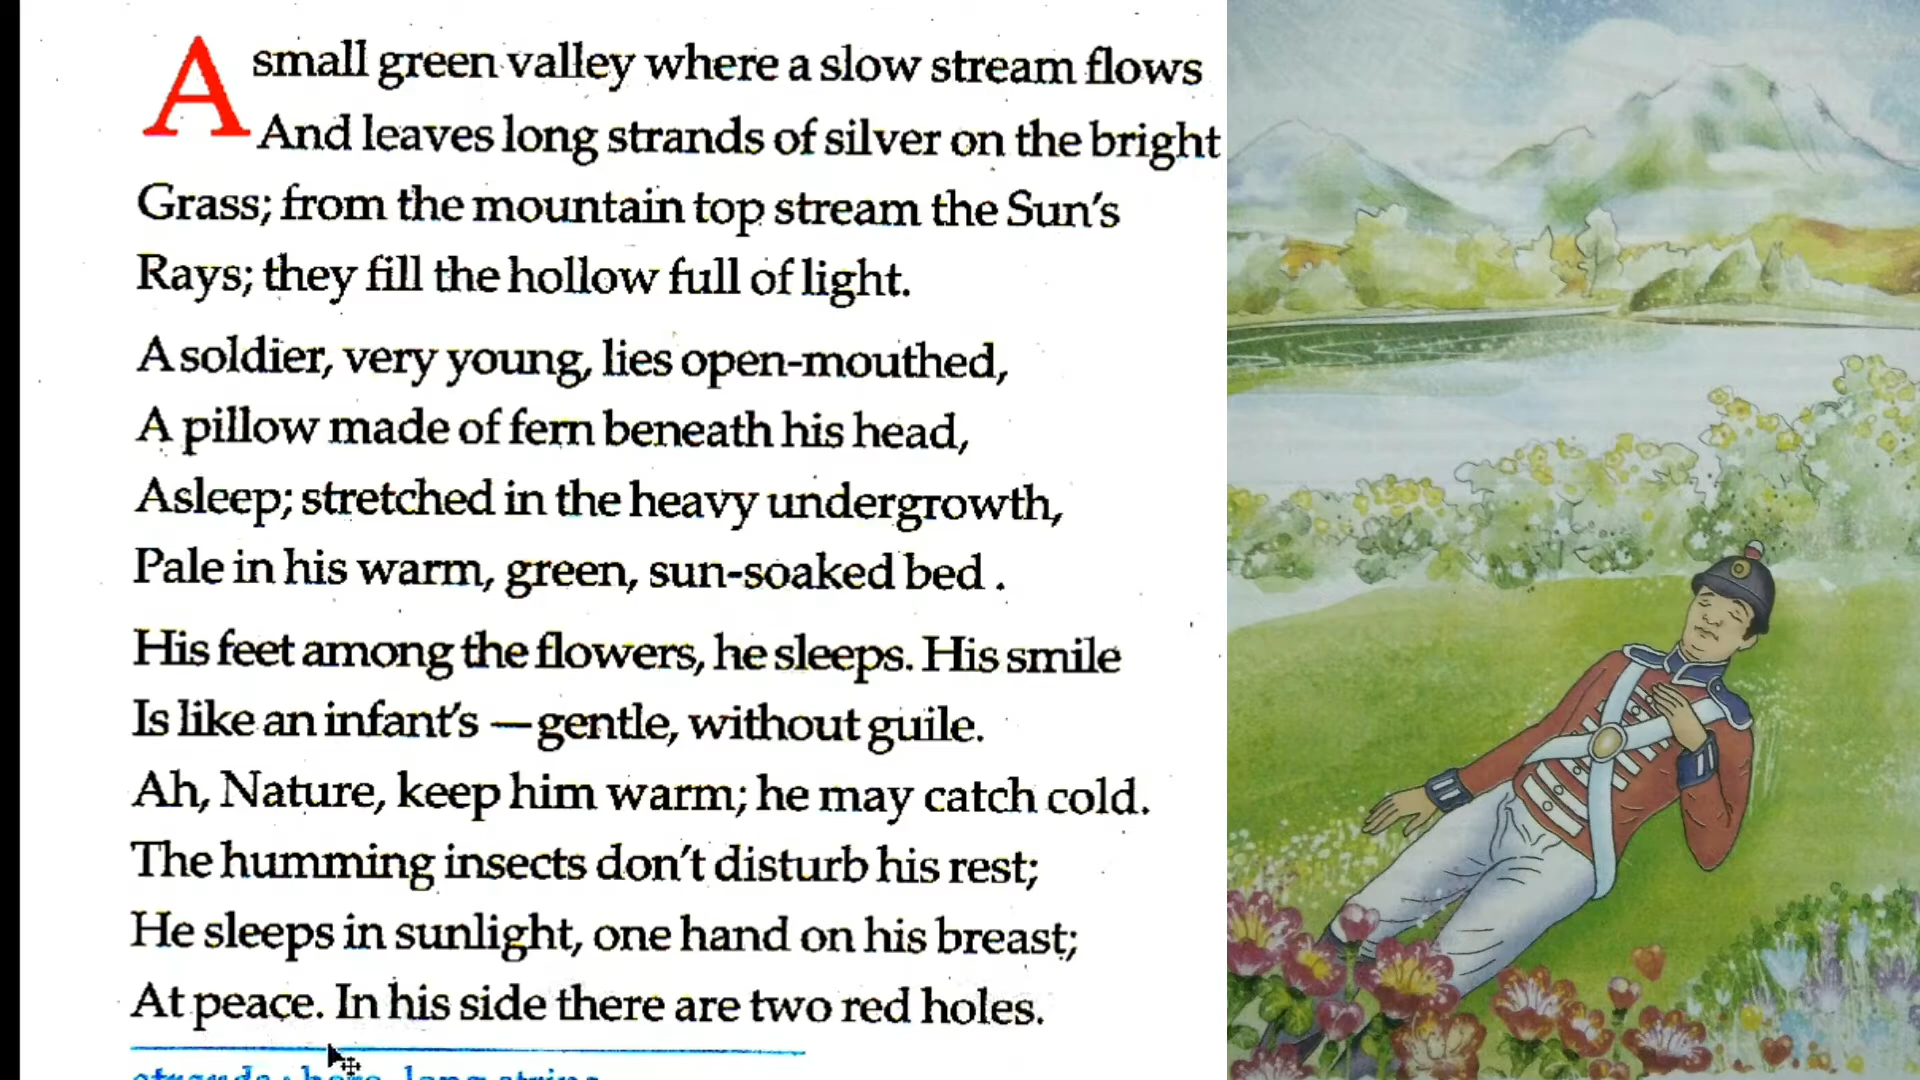 A small green valley where a slow stream flows
And leaves long strands of silver on the bright
Grass; from the mountain top stream the Sun's
Rays; they fill the hollow full of light.
A soldier, very young, lies open-mouthed,
A pillow made of fern beneath his head,
Asleep; stretched in the heavy undergrowth,
Pale in his warm, green, sun-soaked bed .
His feet among the flowers, he sleeps. His smile
Is like an infant's —gentle, without guile.
Ah, Nature, keep him warm; he may catch cold.
The humming insects don't disturb his rest;
He sleeps in sunlight, one hand on his breast;
At peace. In his side there are two red holes.
strands : here, long string